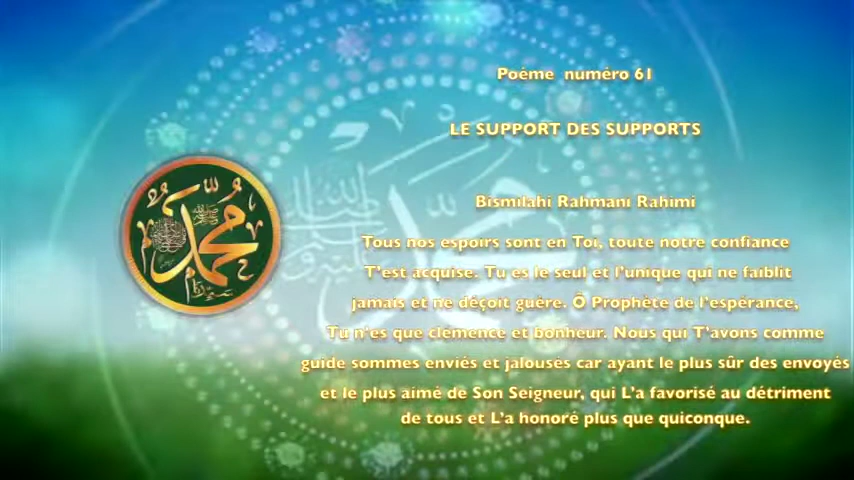 Poéme numéro 61
LE SUPPORT DES SUPPORTS
Bismilahi Rahmani Rahimi
Tous nos espoirs sont en Toi, toute notre confiance
T'est acquise. Tu es le seul et l'unique qui ne faiblit
jamais et ne déçoit guère. Ô Prophète de l'espérance,
Tu n'es que clémence et bonheur. Nous qui T'avons comme
guide sommes enviés et jalousés car ayant le plus sûr des envoyés
et le plus aimé de Son Seigneur, qui L'a favorisé au détriment
de tous et L'a honoré plus que quiconque.
محمد